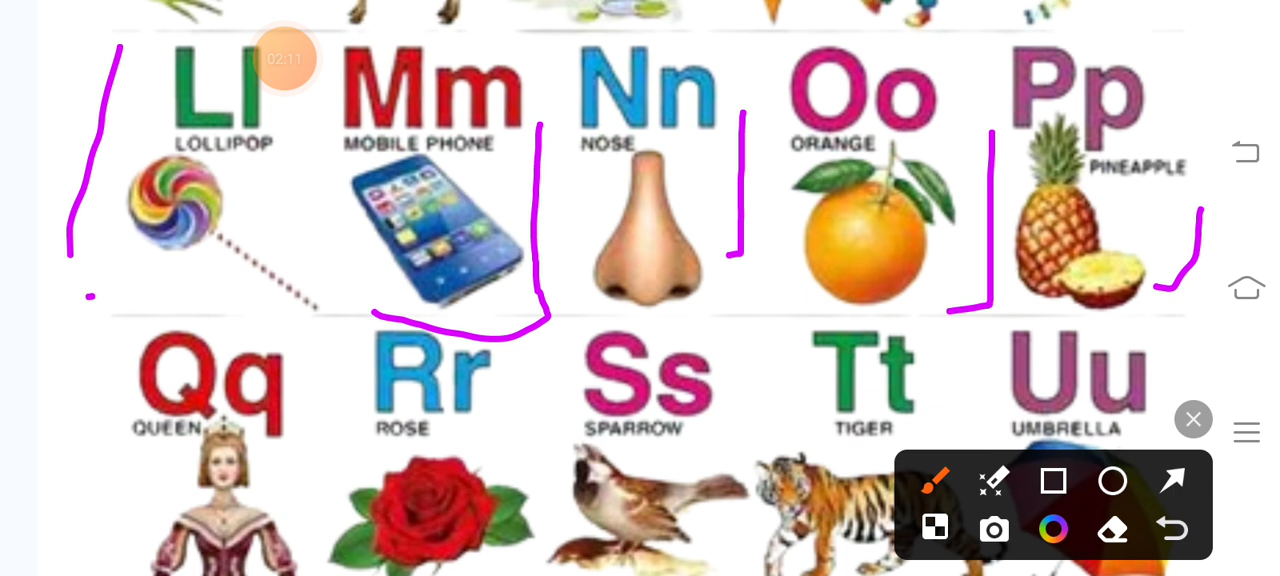 02:11
Ll Mm Nn Oo Pp
LOLLIPOP MOBILE PHONE NOSE ORANGE PINEAPPLE
Qq Rr Ss Tt Uu
QUEEN ROSE SPARROW TIGER UMBRELLA